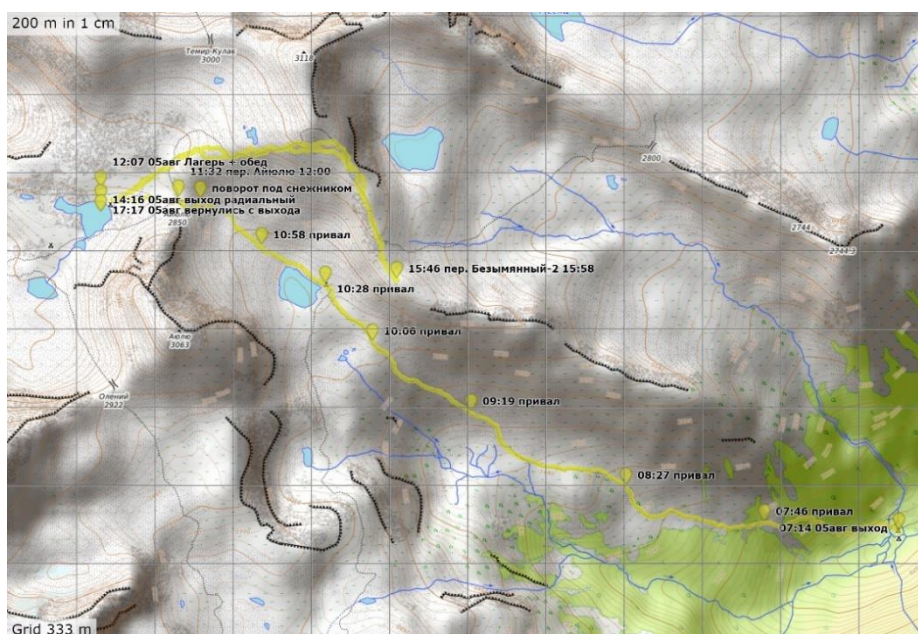 200 m in 1 cm
Темир-Кулак
3000
3118
12:07 05авг Лагерь + обед
11:32 пер. Айюлю 12:00
поворот под снежником
14:16 05авг выход радиальный
17:17 05авг вернулись с выхода
2850
10:58 привал
15:46 пер. Безымянный-2 15:58
10:28 привал
10:06 привал
2800
2744
2744.3
Аюлю
3063
Олений
2922
09:19 привал
08:27 привал
07:46 привал
07:14 05авг выход
Grid 333 m